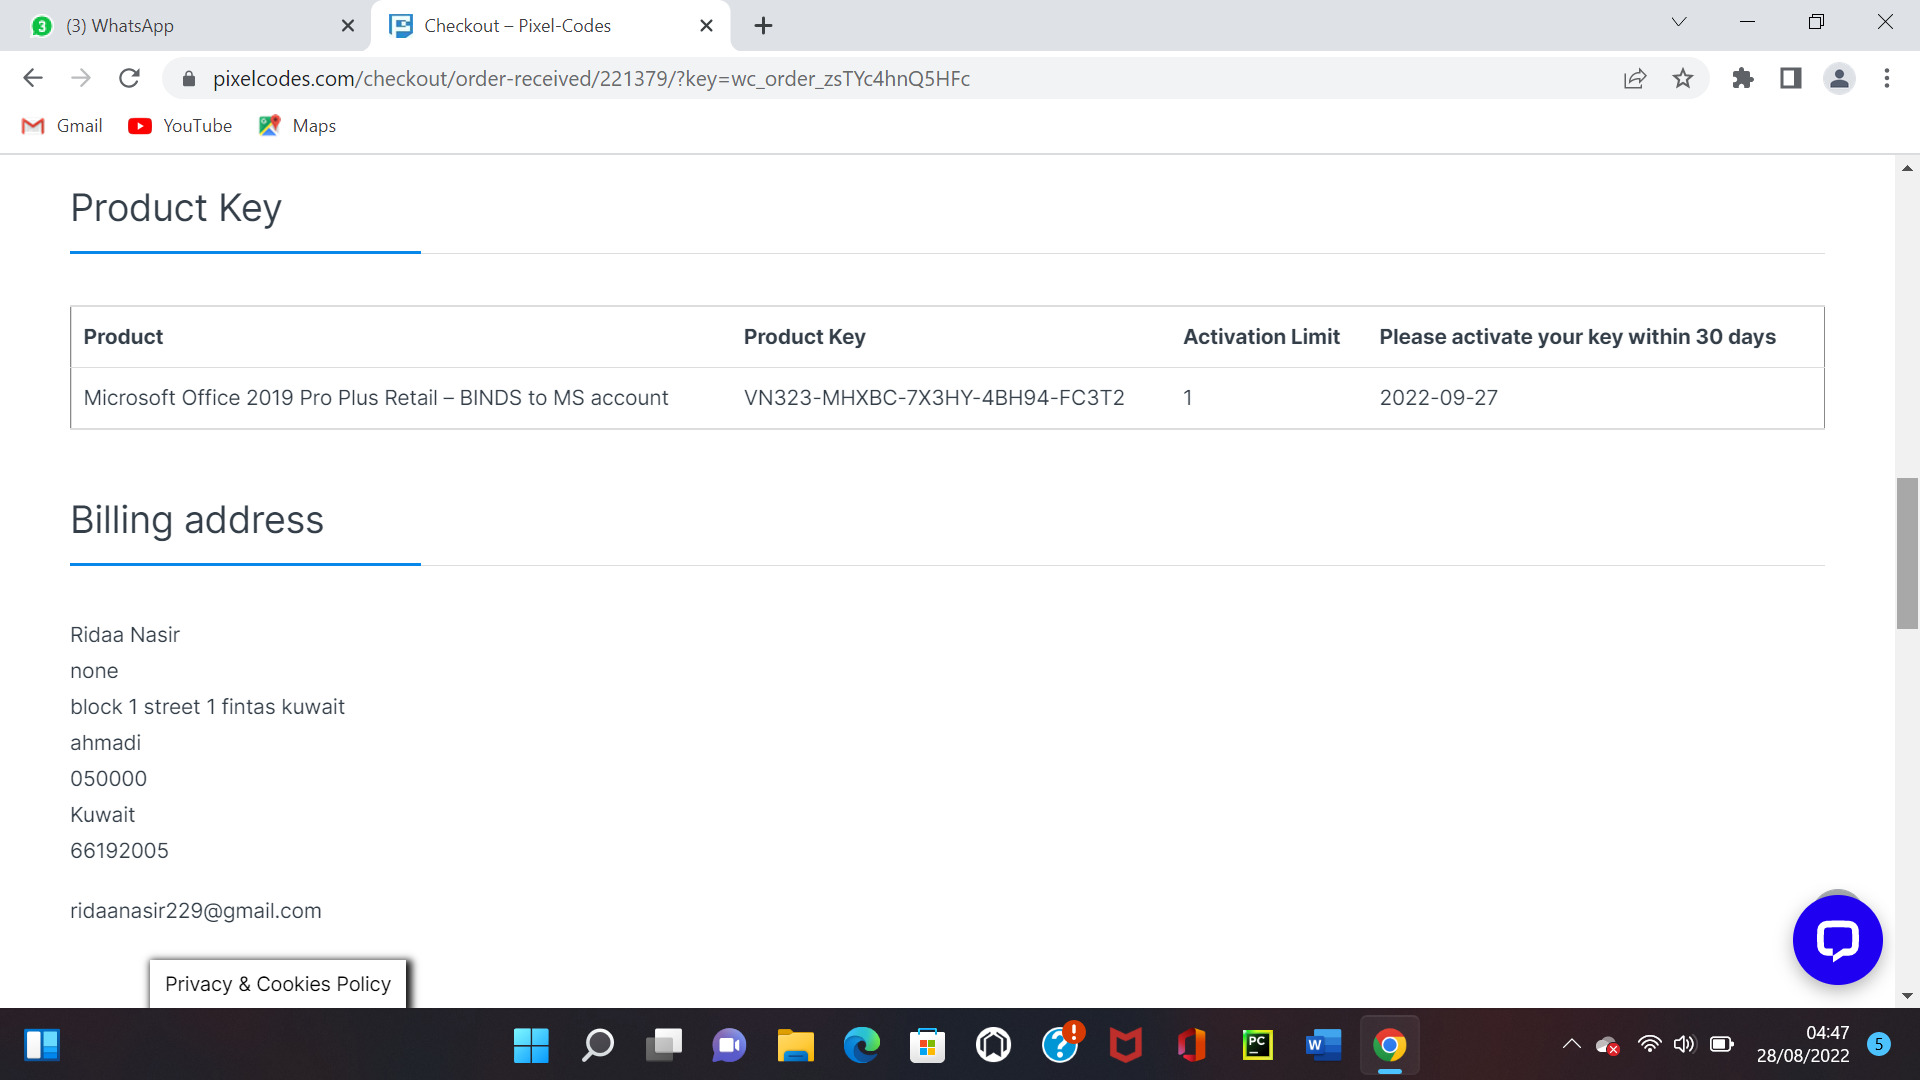 3 (3) WhatsApp
Checkout – Pixel-Codes
pixelcodes.com/checkout/order-received/221379/?key=wc_order_zsTYc4hnQ5HFc
Gmail YouTube Maps
Product Key
Product Product Key Activation Limit Please activate your key within 30 days
Microsoft Office 2019 Pro Plus Retail – BINDS to MS account VN323-MHXBC-7X3HY-4BH94-FC3T2 1 2022-09-27
Billing address
Ridaa Nasir
none
block 1 street 1 fintas kuwait
ahmadi
050000
Kuwait
66192005
ridaanasir229@gmail.com
Privacy & Cookies Policy
PC
W
04:47
28/08/2022
5